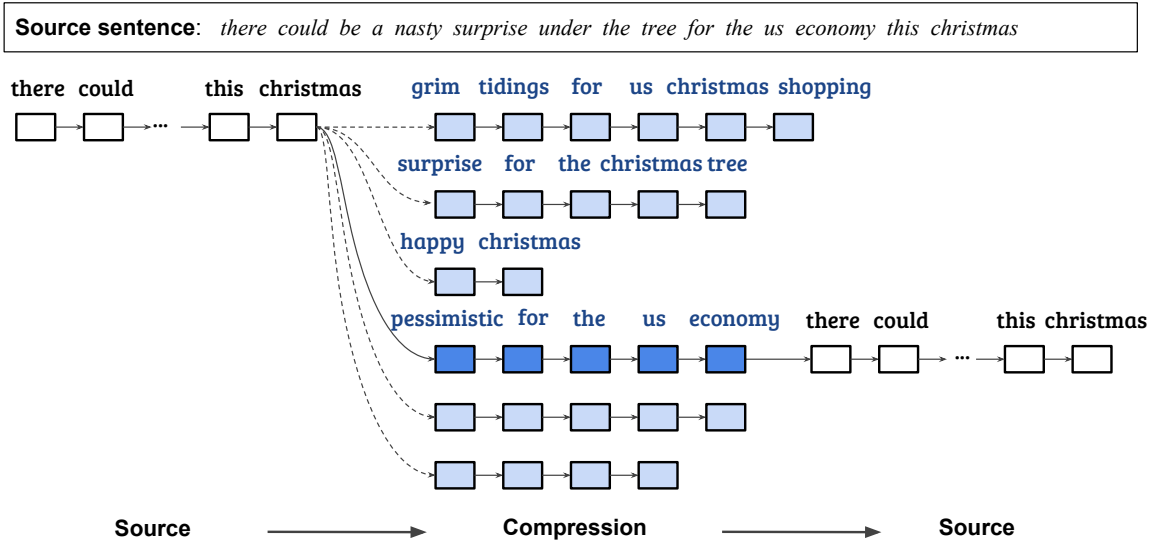 Source sentence: there could be a nasty surprise under the tree for the us economy this christmas
there could this christmas grim tidings for us christmas shopping
...
surprise for the christmas tree
happy christmas
pessimistic for the us economy there could this christmas
...
Source Compression Source